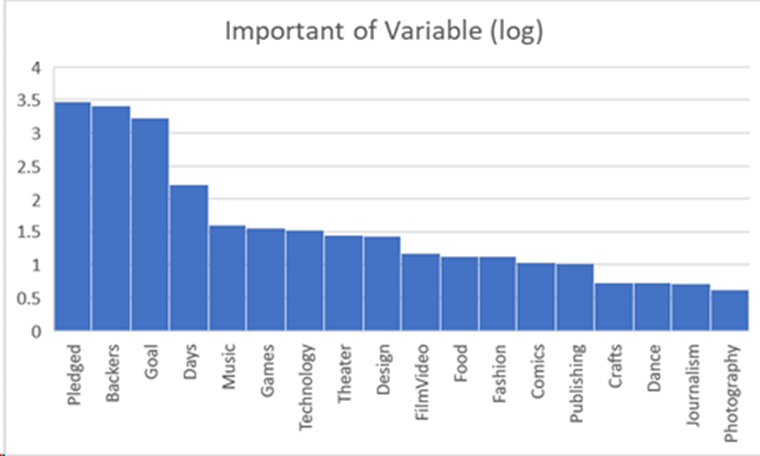 Important of Variable (log)
4
3.5
3
2.5
2
1.5
1
0.5
0
Pledged
Backers
Goal
Days
Music
Games
Technology
Theater
Design
FilmVideo
Food
Fashion
Comics
Publishing
Crafts
Dance
Journalism
Photography